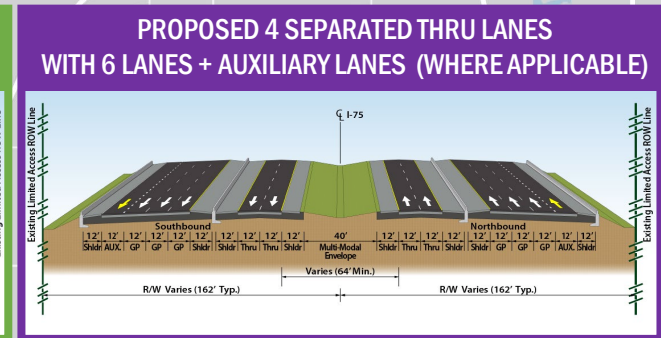 PROPOSED 4 SEPARATED THRU LANES
WITH 6 LANES + AUXILIARY LANES (WHERE APPLICABLE)
Existing Limited Access ROW Line
℄ I-75
Existing Limited Access ROW Line
Southbound
Northbound
12' 12' 12' 12' 12' 12' 12' 12' 12' 12' 40' 12' 12' 12' 12' 12' 12' 12' 12' 12' 12'
Shldr AUX. GP GP GP Shldr Shldr Thru Thru Shldr Multi-Modal Shldr Thru Thru Shldr Shldr GP GP GP AUX. Shldr
Envelope
Varies (64' Min.)
R/W Varies (162' Typ.) R/W Varies (162' Typ.)